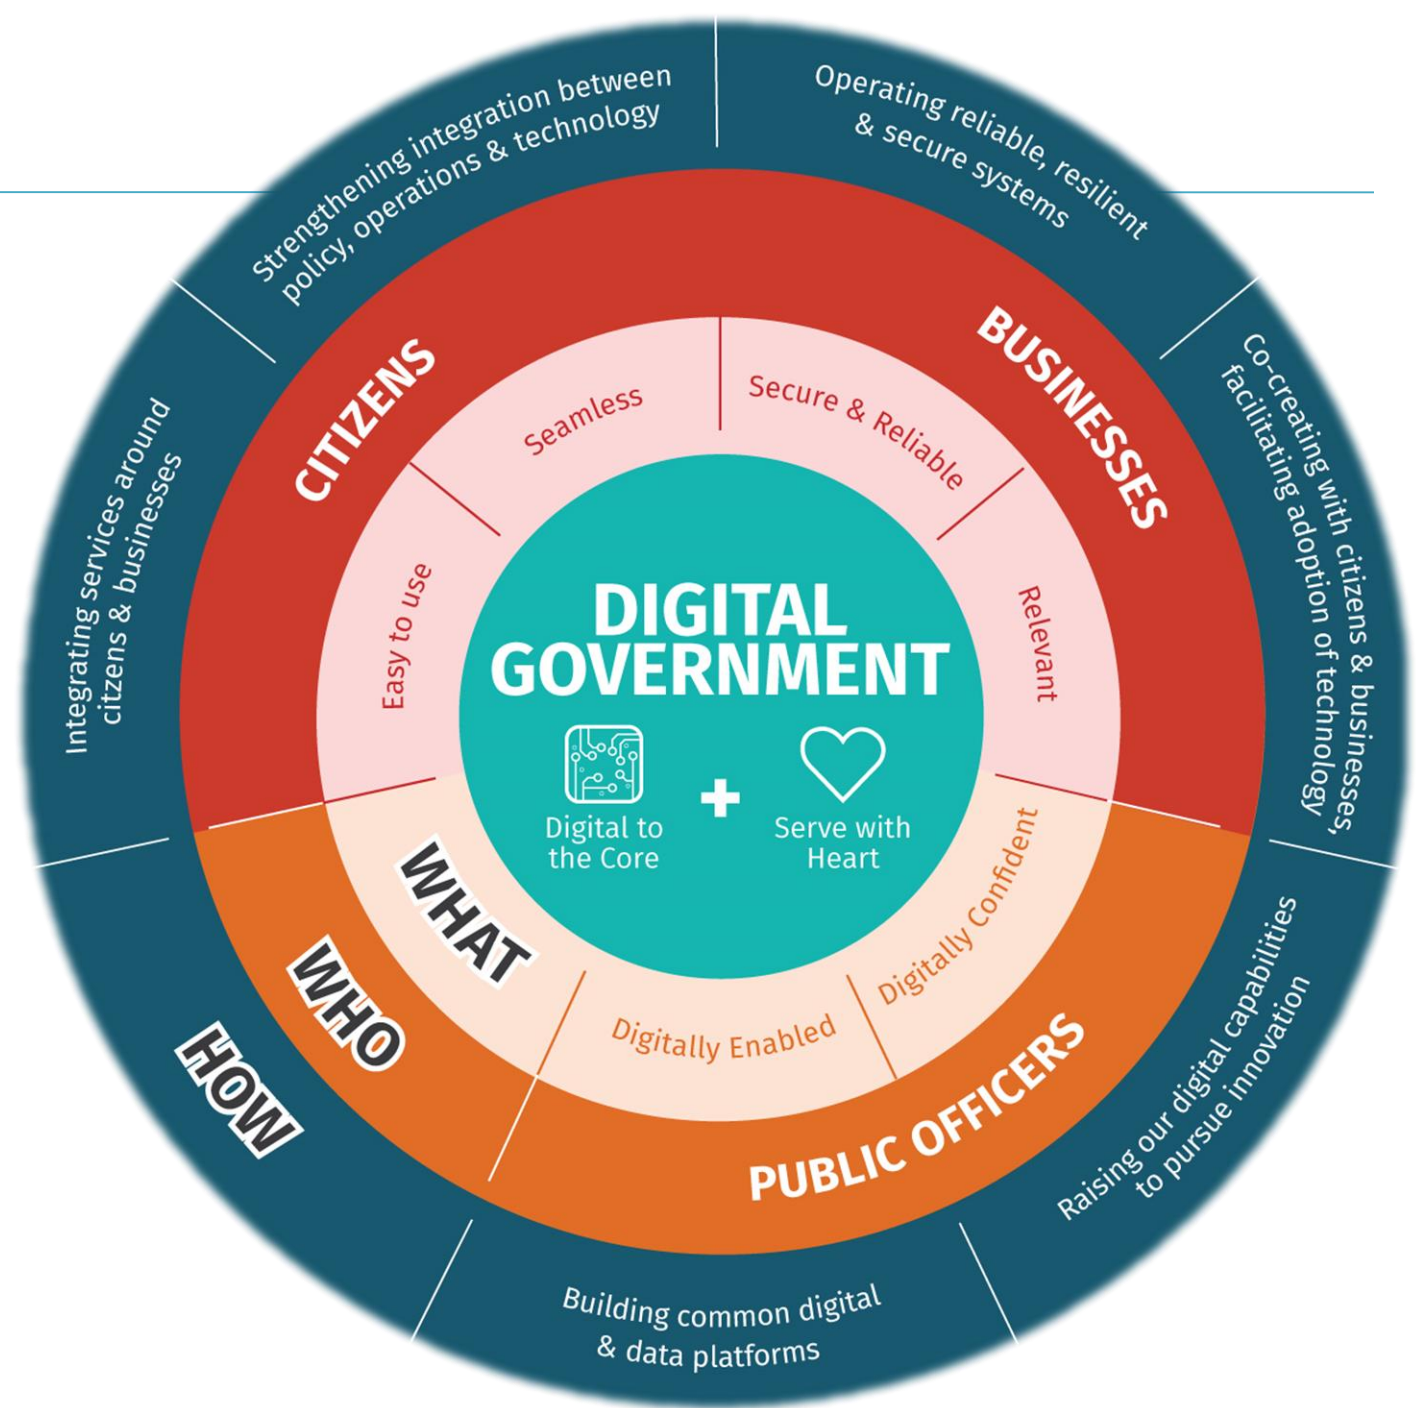 Strengthening integration between
policy, operations & technology
Operating reliable, resilient
& secure systems
Co-creating with citizens & businesses,
facilitating adoption of technology
Raising our digital capabilities
to pursue innovation
Building common digital
& data platforms
HOW
Integrating services around
citzens & businesses
CITIZENS
BUSINESSES
PUBLIC OFFICERS
WHO
Seamless
Secure & Reliable
Relevant
Digitally Confident
Digitally Enabled
WHAT
Easy to use
DIGITAL
GOVERNMENT
Digital to
the Core
+
Serve with
Heart